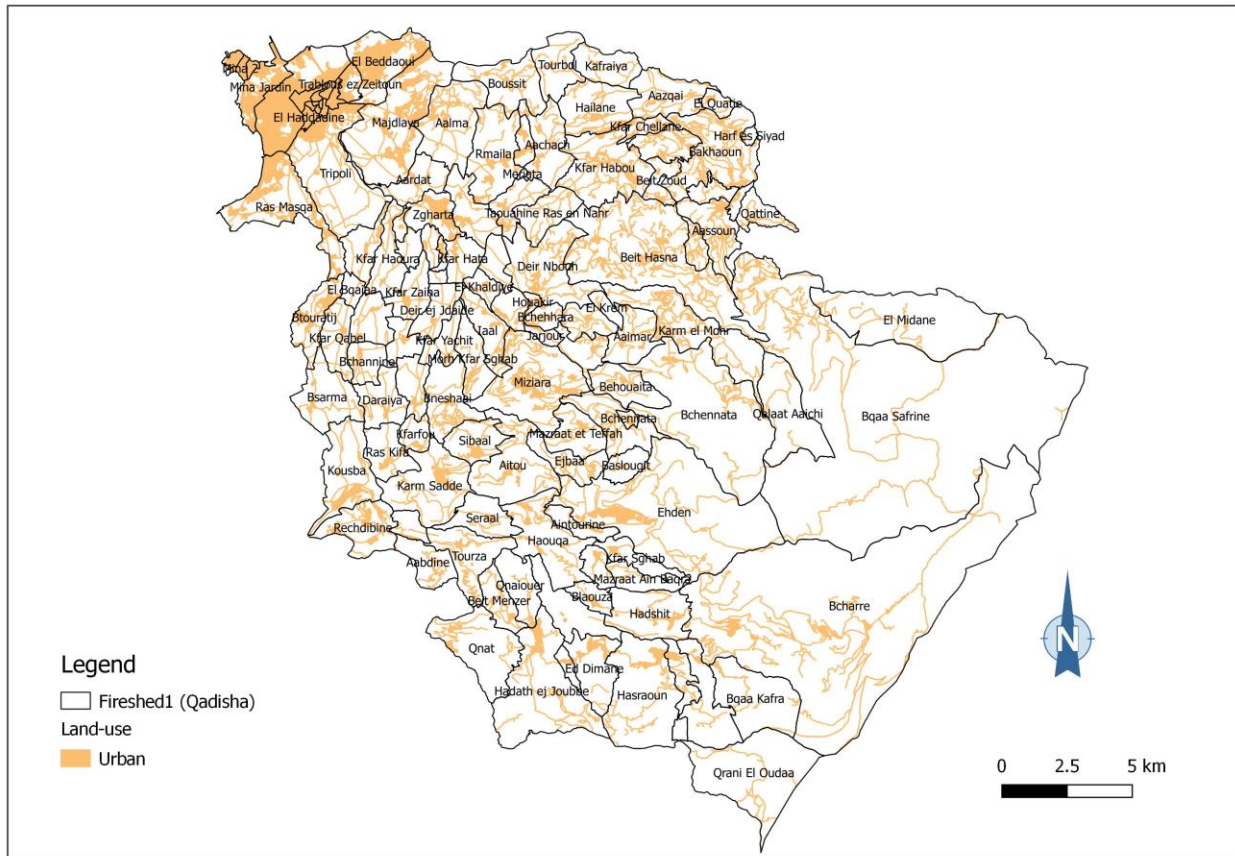 El Beddaoui
Mina 2
Mina Jardin
Trablous ez Zeitoun
El Haddadine
Tourbol
Kafraiya
Boussit
Hailane
Aazqai
El Quatie
Majdlaya
Aalma
Aachach
Kfar Chellane
Harf es Siyad
Bakhaoun
Rmaila
Tripoli
Aardat
Meriata
Kfar Habou
Beit Zoud
Ras Masqa
Zgharta
Taouahine Ras en Nahr
Qattine
Aassoun
Kfar Haoura
Kfar Hata
Deir Nbouh
Beit Hasna
El Bqaiaa
Kfar Zaina
El Khaldiye
Btouratij
Deir ej Jdaide
Houakir
El Krem
Bchehhara
El Midane
Kfar Qahel
Kfar Yachit
Iaal
Jarjour
Aaimar
Karm el Mohr
Bchannine
Morh Kfar Sghab
Miziara
Behouaita
Bsarma
Daraiya
Bneshaai
Bchennata
Qalaat Aaichi
Bqaa Safrine
Bchennata
Kfarfou
Sibaal
Mazraat et Teffah
Ras Kifa
Kousba
Aitou
Ejbaa
Baslouqit
Karm Sadde
Ehden
Rechdibine
Seraal
Aintourine
Haouqa
Aabdine
Tourza
Kfar Sghab
Mazraat Ain Baqra
Qnaiouer
Beit Menzer
Blaouza
Hadshit
Bcharre
Qnat
Ed Dimane
Hadath ej Joubbe
Hasraoun
Bqaa Kafra
Qrani El Oudaa
N
Legend
Fireshed1 (Qadisha)
Land-use
Urban
0 2.5 5 km